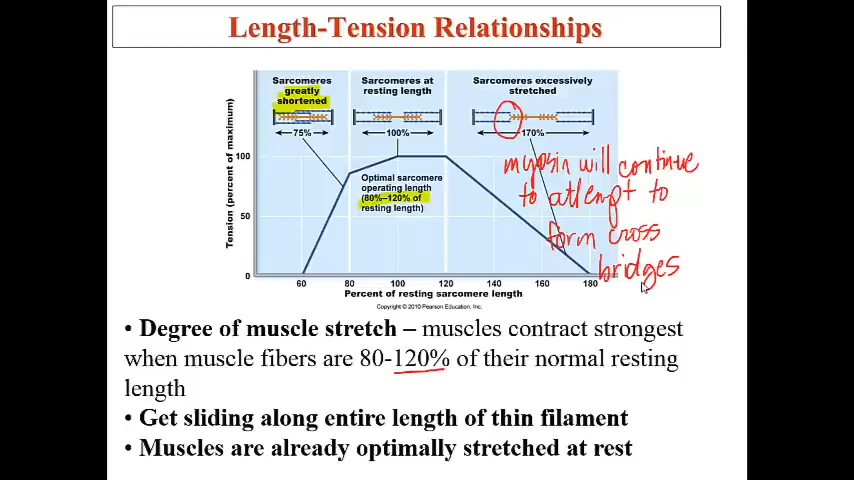 Length-Tension Relationships
Sarcomeres
greatly
shortened
Sarcomeres at
resting length
Sarcomeres excessively
stretched
75%
100%
170%
Tension (percent of maximum)
100
50
0
Optimal sarcomere
operating length
(80%–120% of
resting length)
myosin will continue
to attempt to
form cross
bridges
60
80
100
120
140
160
180
Percent of resting sarcomere length
Copyright © 2010 Pearson Education, Inc.
• Degree of muscle stretch – muscles contract strongest
when muscle fibers are 80-120% of their normal resting
length
• Get sliding along entire length of thin filament
• Muscles are already optimally stretched at rest